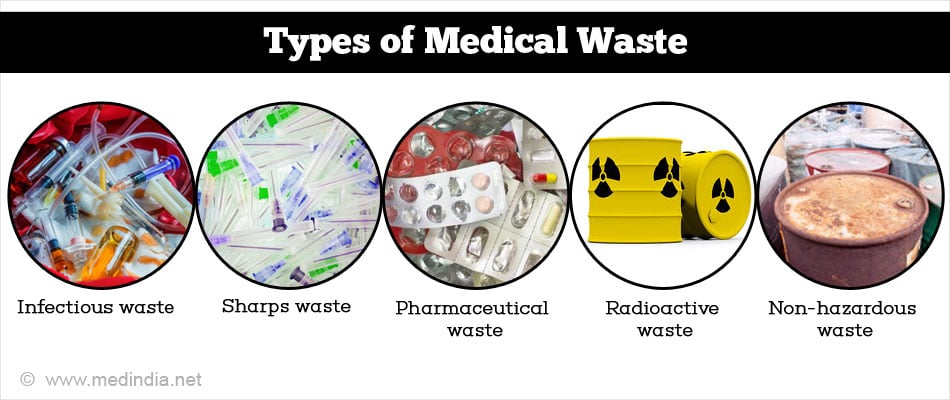 Types of Medical Waste
Infectious waste
Sharps waste
Pharmaceutical
waste
Radioactive
waste
Non-hazardous
waste
© www.medindia.net